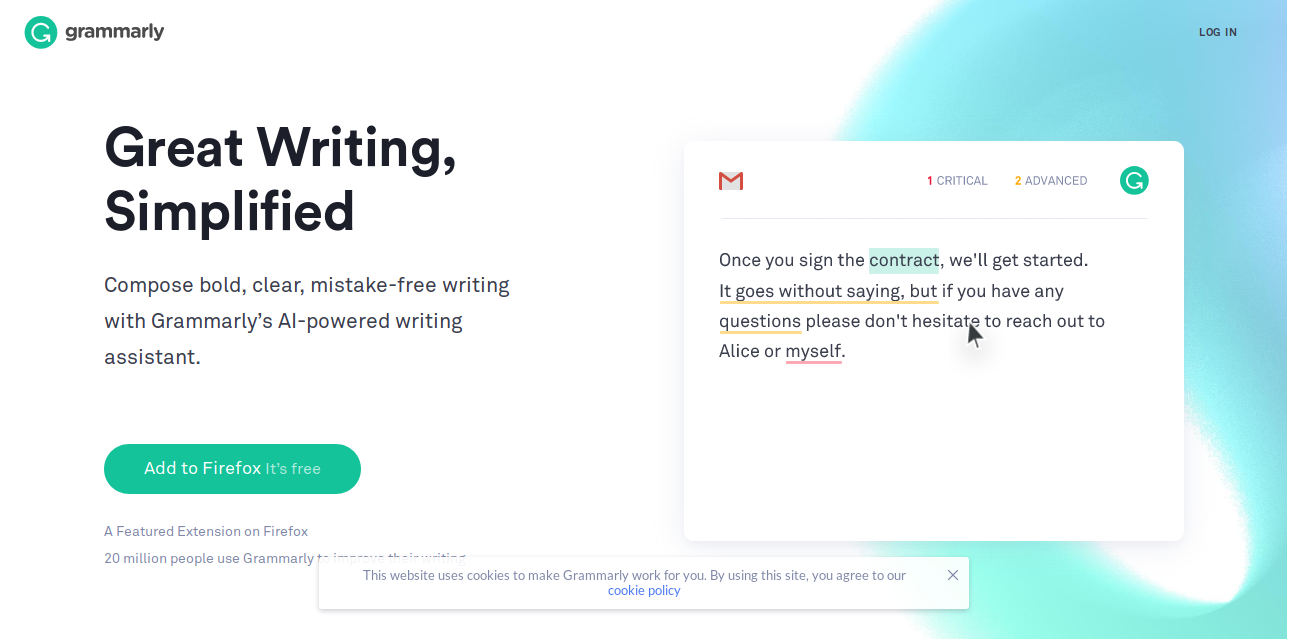 grammarly
LOG IN
Great Writing,
Simplified
Compose bold, clear, mistake-free writing
with Grammarly’s AI-powered writing
assistant.
Add to Firefox It’s free
A Featured Extension on Firefox
20 million people use Grammarly to improve their writing
1 CRITICAL 2 ADVANCED
Once you sign the contract, we'll get started.
It goes without saying, but if you have any
questions please don't hesitate to reach out to
Alice or myself.
This website uses cookies to make Grammarly work for you. By using this site, you agree to our
cookie policy